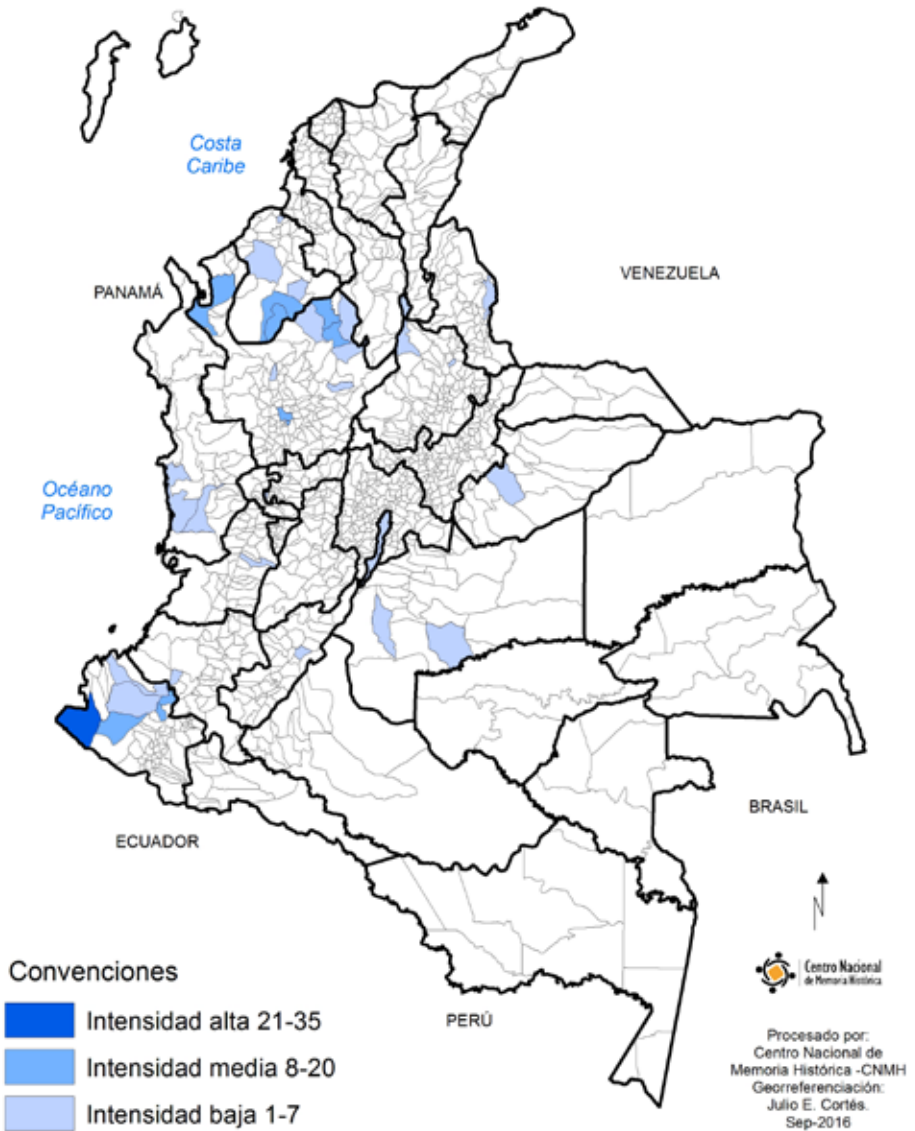 Costa
Caribe
PANAMÁ
VENEZUELA
Océano
Pacífico
ECUADOR
BRASIL
PERÚ
N
Convenciones
Intensidad alta 21-35
Intensidad media 8-20
Intensidad baja 1-7
Centro Nacional
de Memoria Histórica
Procesado por:
Centro Nacional de
Memoria Histórica -CNMH
Georreferenciación:
Julio E. Cortés.
Sep-2016